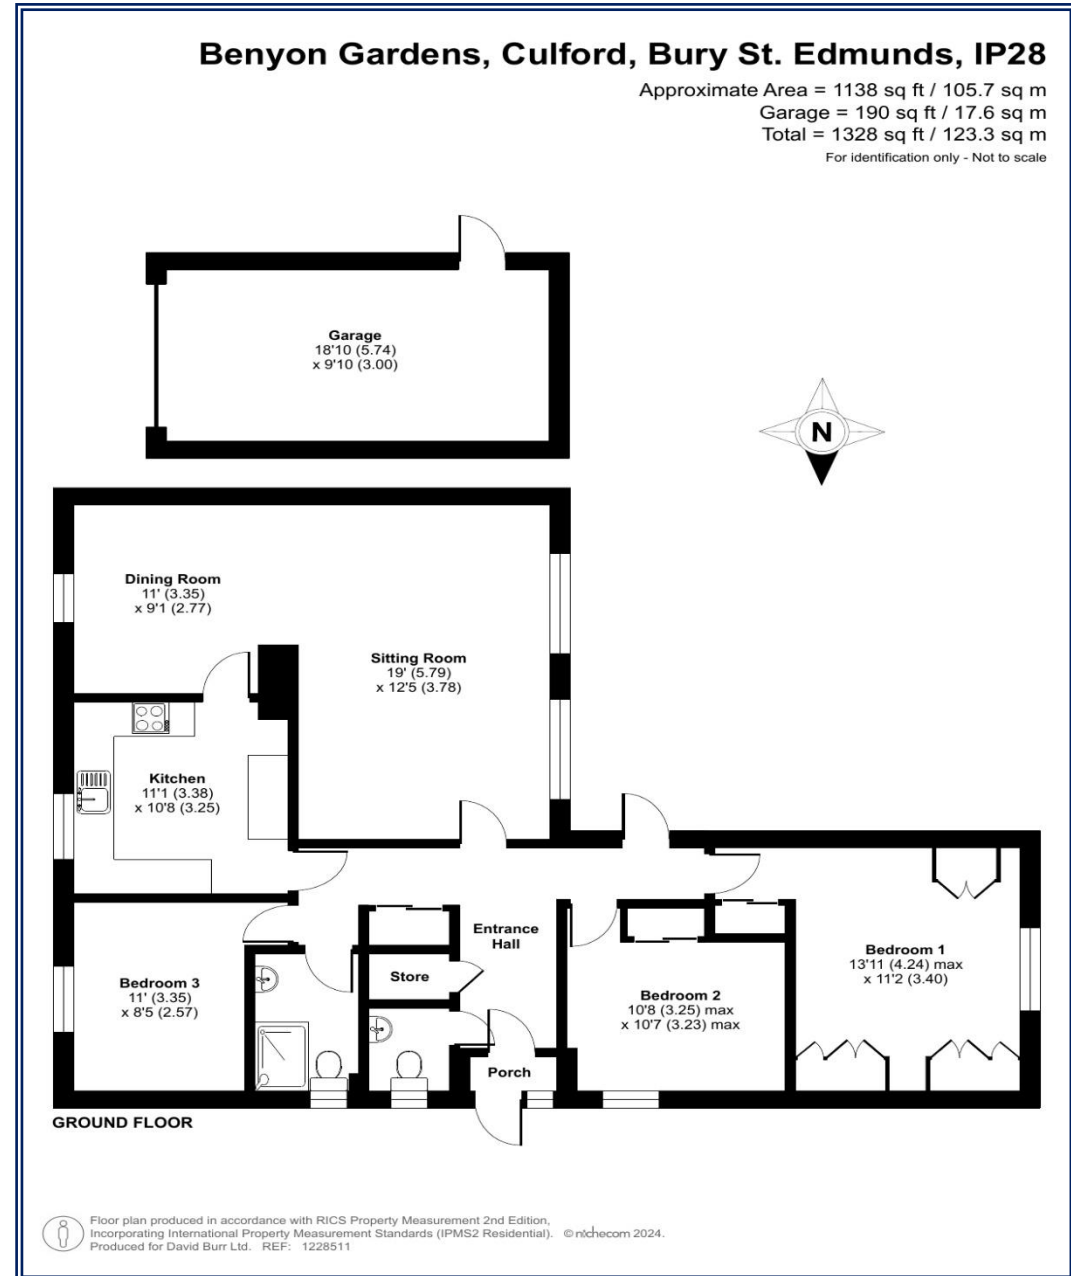 Benyon Gardens, Culford, Bury St. Edmunds, IP28
Approximate Area = 1138 sq ft / 105.7 sq m
Garage = 190 sq ft / 17.6 sq m
Total = 1328 sq ft / 123.3 sq m
For identification only - Not to scale
Garage
18'10 (5.74)
x 9'10 (3.00)
N
Dining Room
11' (3.35)
x 9'1 (2.77)
Sitting Room
19' (5.79)
x 12'5 (3.78)
Kitchen
11'1 (3.38)
x 10'8 (3.25)
Entrance
Hall
Bedroom 1
13'11 (4.24) max
x 11'2 (3.40)
Store
Bedroom 3
11' (3.35)
x 8'5 (2.57)
Bedroom 2
10'8 (3.25) max
x 10'7 (3.23) max
Porch
GROUND FLOOR
Floor plan produced in accordance with RICS Property Measurement 2nd Edition,
Incorporating International Property Measurement Standards (IPMS2 Residential). © nichecom 2024.
Produced for David Burr Ltd. REF: 1228511